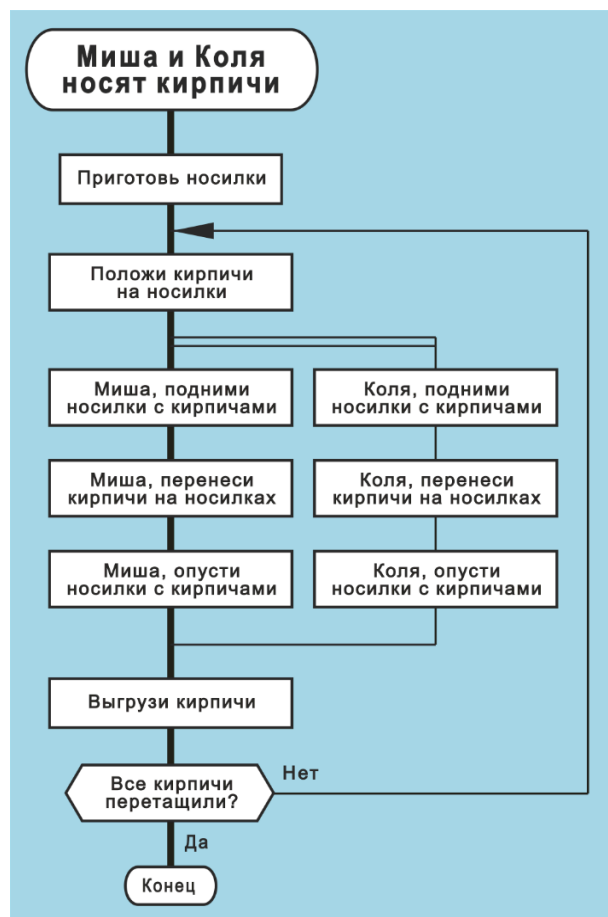 Миша и Коля
носят кирпичи
Приготовь носилки
Положи кирпичи
на носилки
Миша, подними
носилки с кирпичами
Коля, подними
носилки с кирпичами
Миша, перенеси
кирпичи на носилках
Коля, перенеси
кирпичи на носилках
Миша, опусти
носилки с кирпичами
Коля, опусти
носилки с кирпичами
Выгрузи кирпичи
Все кирпичи
перетащили?
Нет
Да
Конец